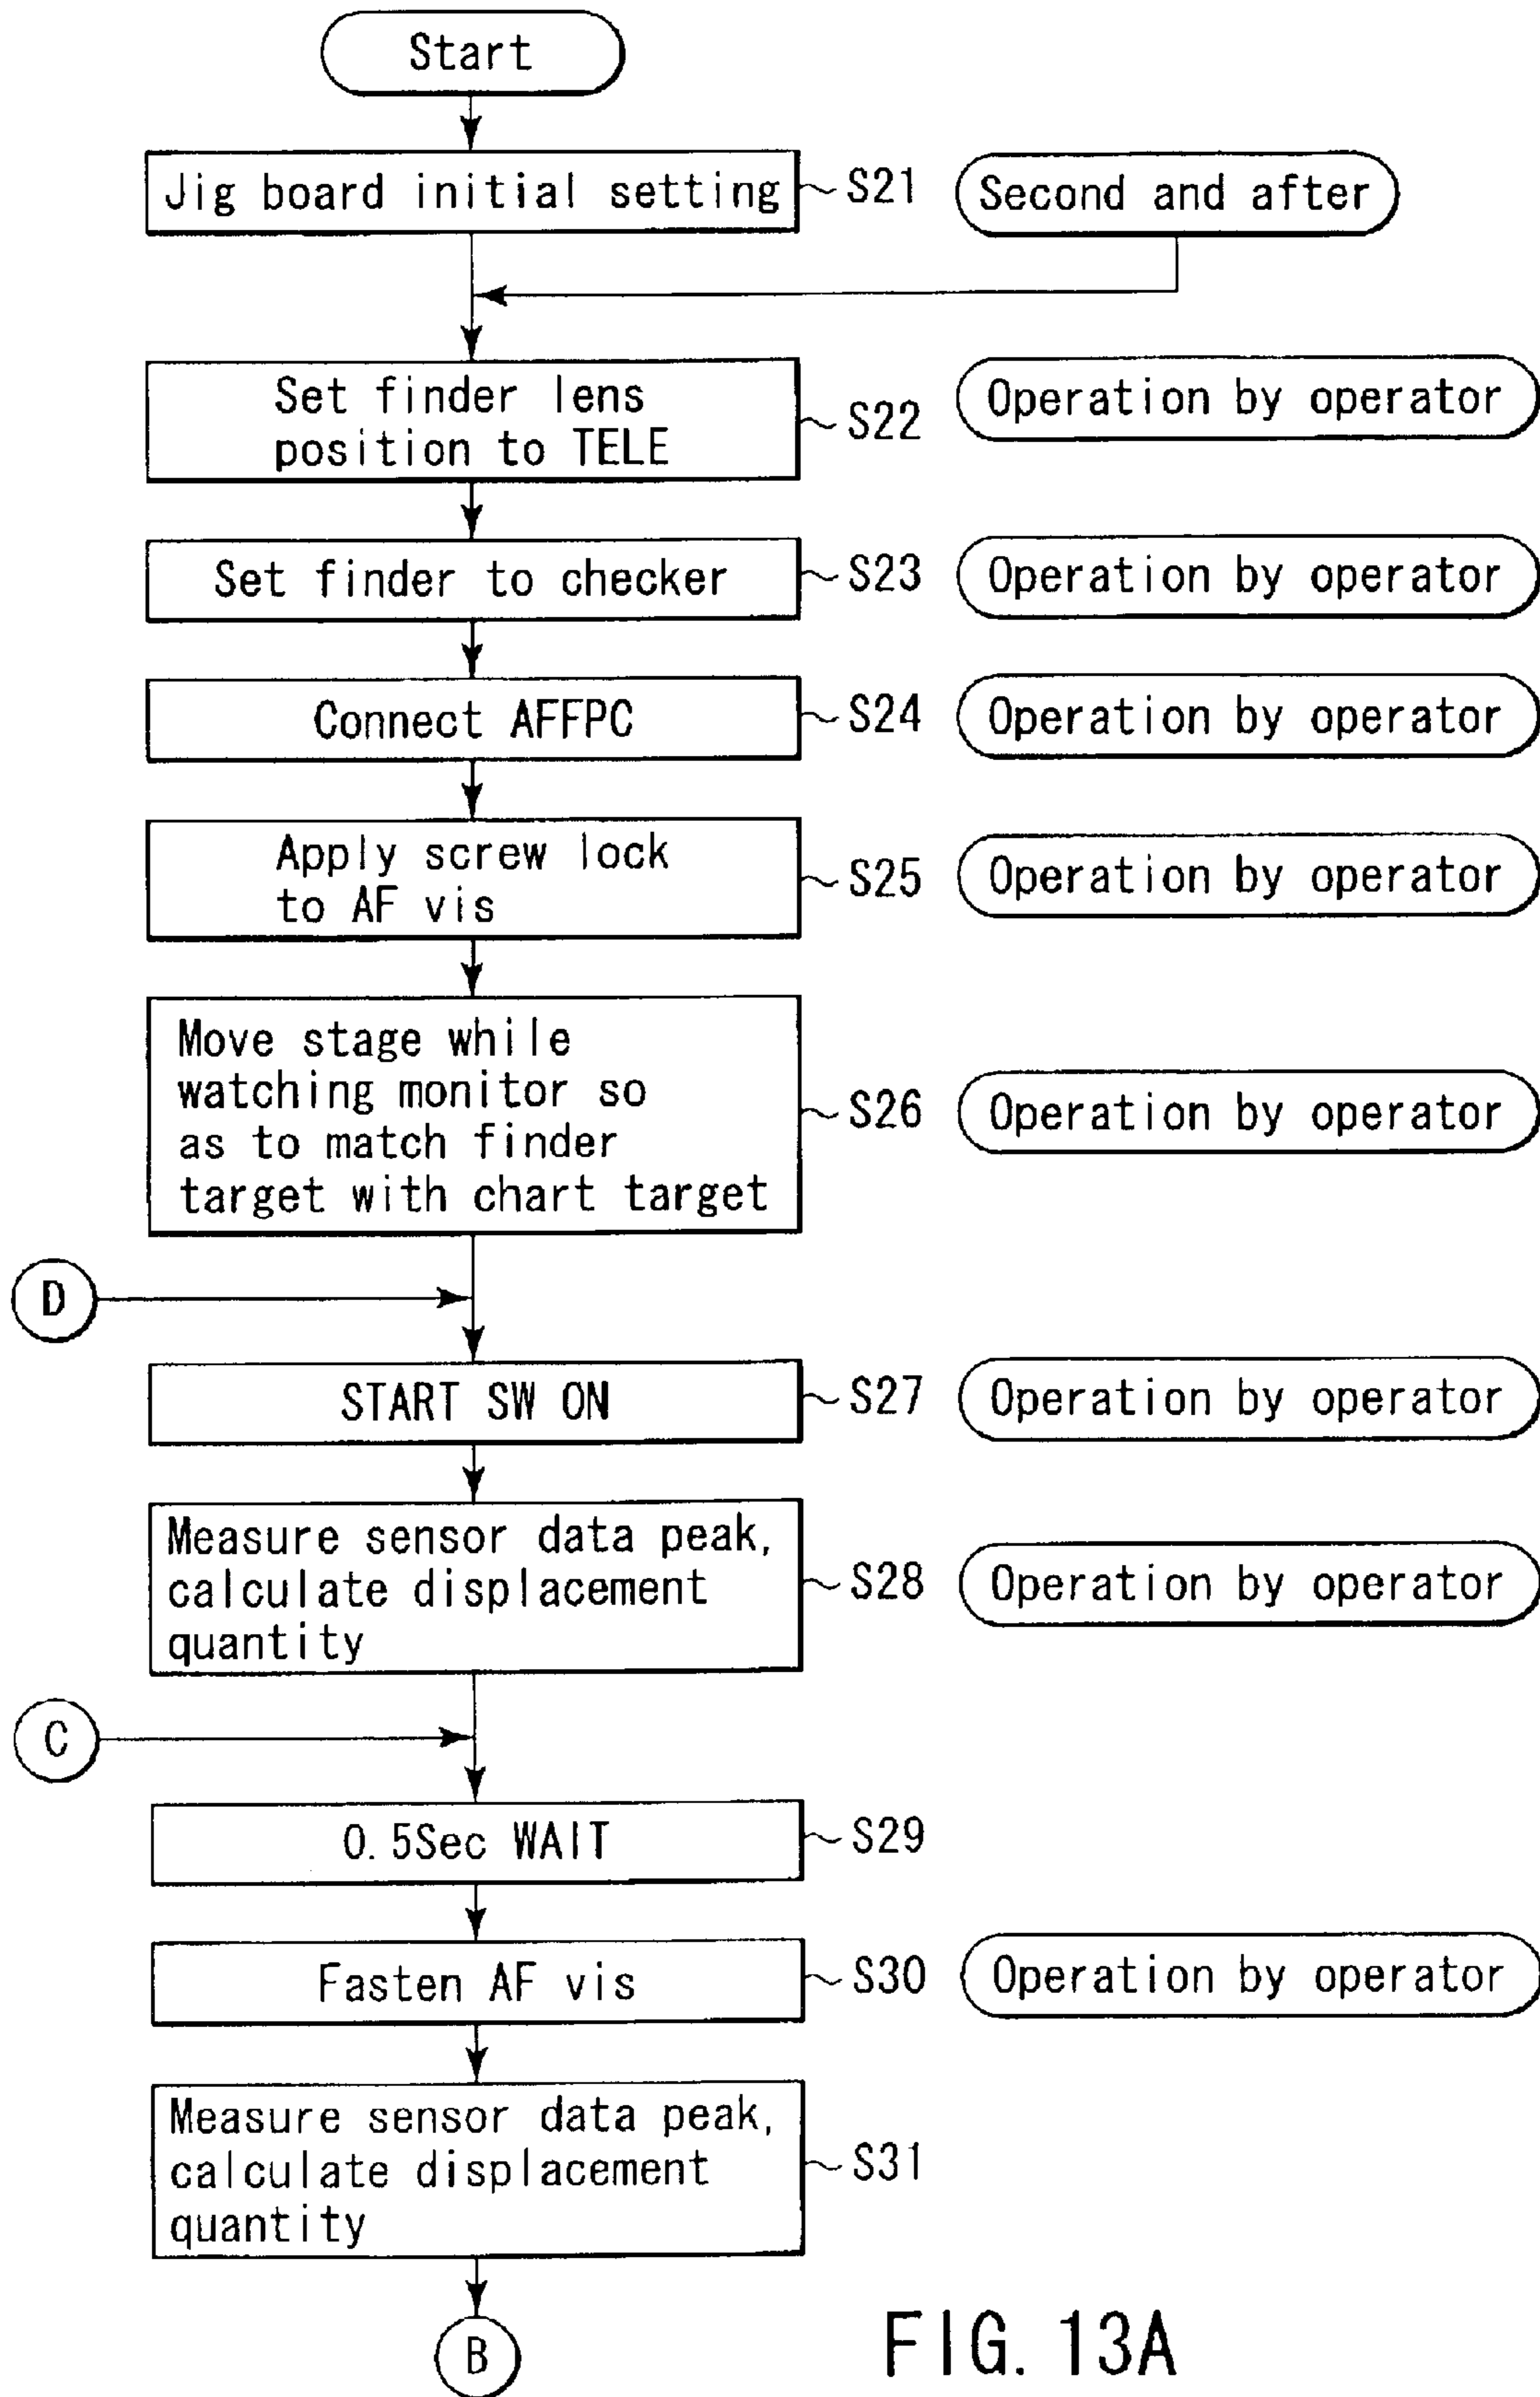 Start
Jig board initial setting
S21
Second and after
Set finder lens
position to TELE
S22
Operation by operator
Set finder to checker
S23
Operation by operator
Connect AFFPC
S24
Operation by operator
Apply screw lock
to AF vis
S25
Operation by operator
Move stage while
watching monitor so
as to match finder
target with chart target
S26
Operation by operator
D
START SW ON
S27
Operation by operator
Measure sensor data peak,
calculate displacement
quantity
S28
Operation by operator
C
0.5Sec WAIT
S29
Fasten AF vis
S30
Operation by operator
Measure sensor data peak,
calculate displacement
quantity
S31
B
FIG. 13A